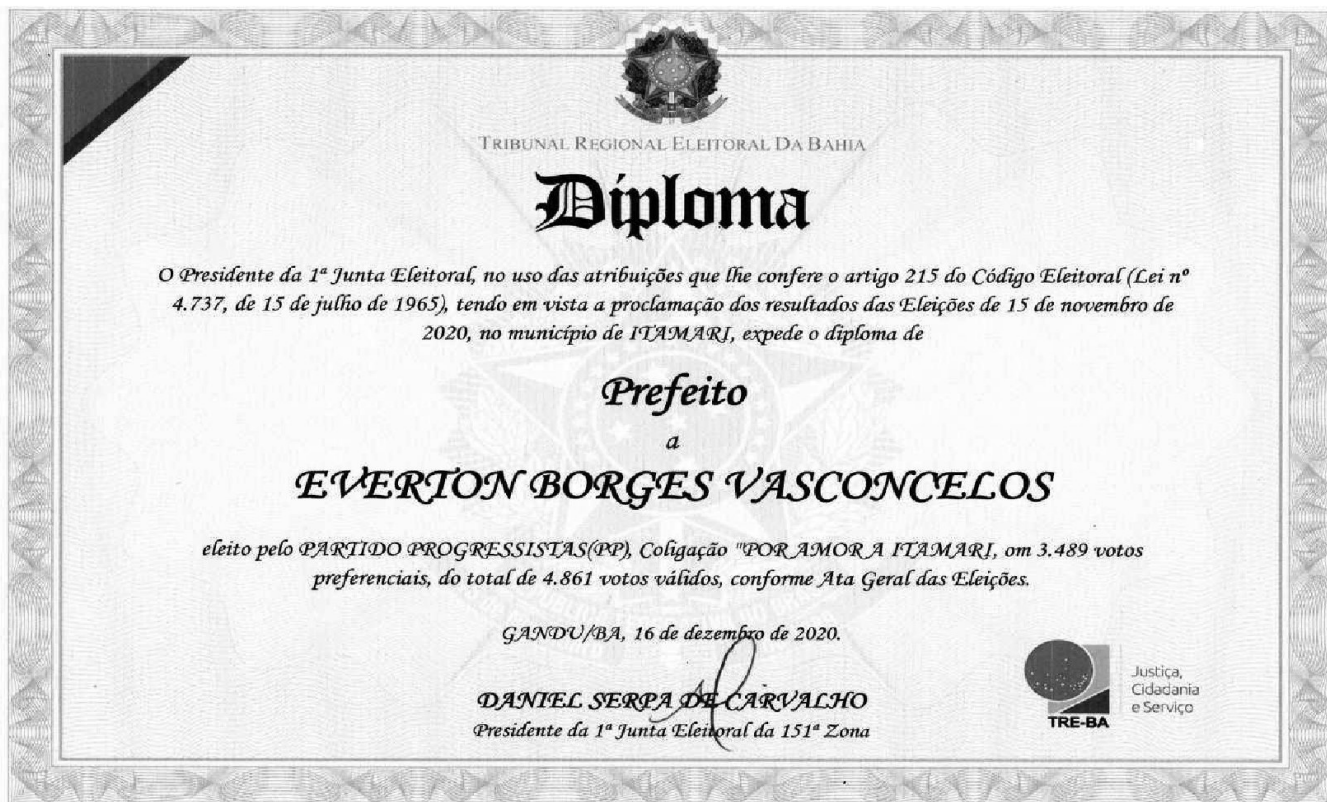 TRIBUNAL REGIONAL ELEITORAL DA BAHIA
Diploma
O Presidente da 1ª Junta Eleitoral, no uso das atribuições que lhe confere o artigo 215 do Código Eleitoral (Lei nº
4.737, de 15 de julho de 1965), tendo em vista a proclamação dos resultados das Eleições de 15 de novembro de
2020, no município de ITAMARI, expede o diploma de
Prefeito
a
EVERTON BORGES VASCONCELOS
eleito pelo PARTIDO PROGRESSISTAS(PP), Coligação "POR AMOR A ITAMARI, om 3.489 votos
preferenciais, do total de 4.861 votos válidos, conforme Ata Geral das Eleições.
GANDU/BA, 16 de dezembro de 2020.
DANIEL SERPA DE CARVALHO
Presidente da 1ª Junta Eleitoral da 151ª Zona
TRE-BA
Justiça,
Cidadania
e Serviço